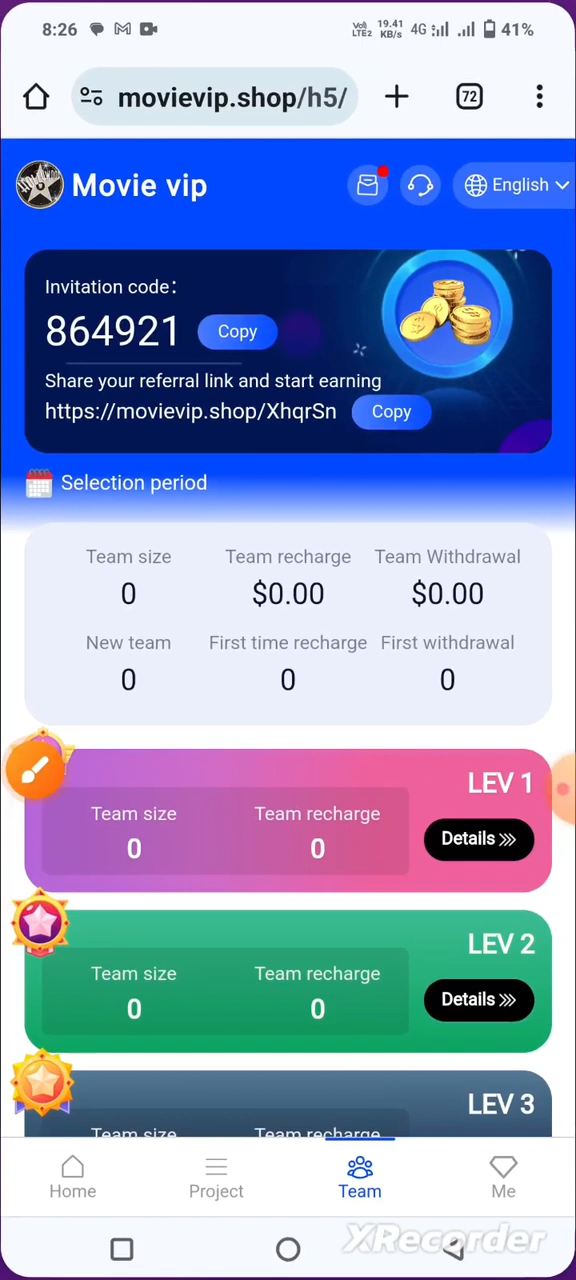 8:26 Vo) LTE2 19.41 KB/s 4G 41%
movievip.shop/h5/ 72
Movie vip English
Invitation code:
864921 Copy
Share your referral link and start earning
https://movievip.shop/XhqrSn Copy
Selection period
Team size Team recharge Team Withdrawal
0 $0.00 $0.00
New team First time recharge First withdrawal
0 0 0
LEV 1
Team size Team recharge
Details
0 0
LEV 2
Team size Team recharge
Details
0 0
LEV 3
Team size Team recharge
Home Project Team Me
XRecorder